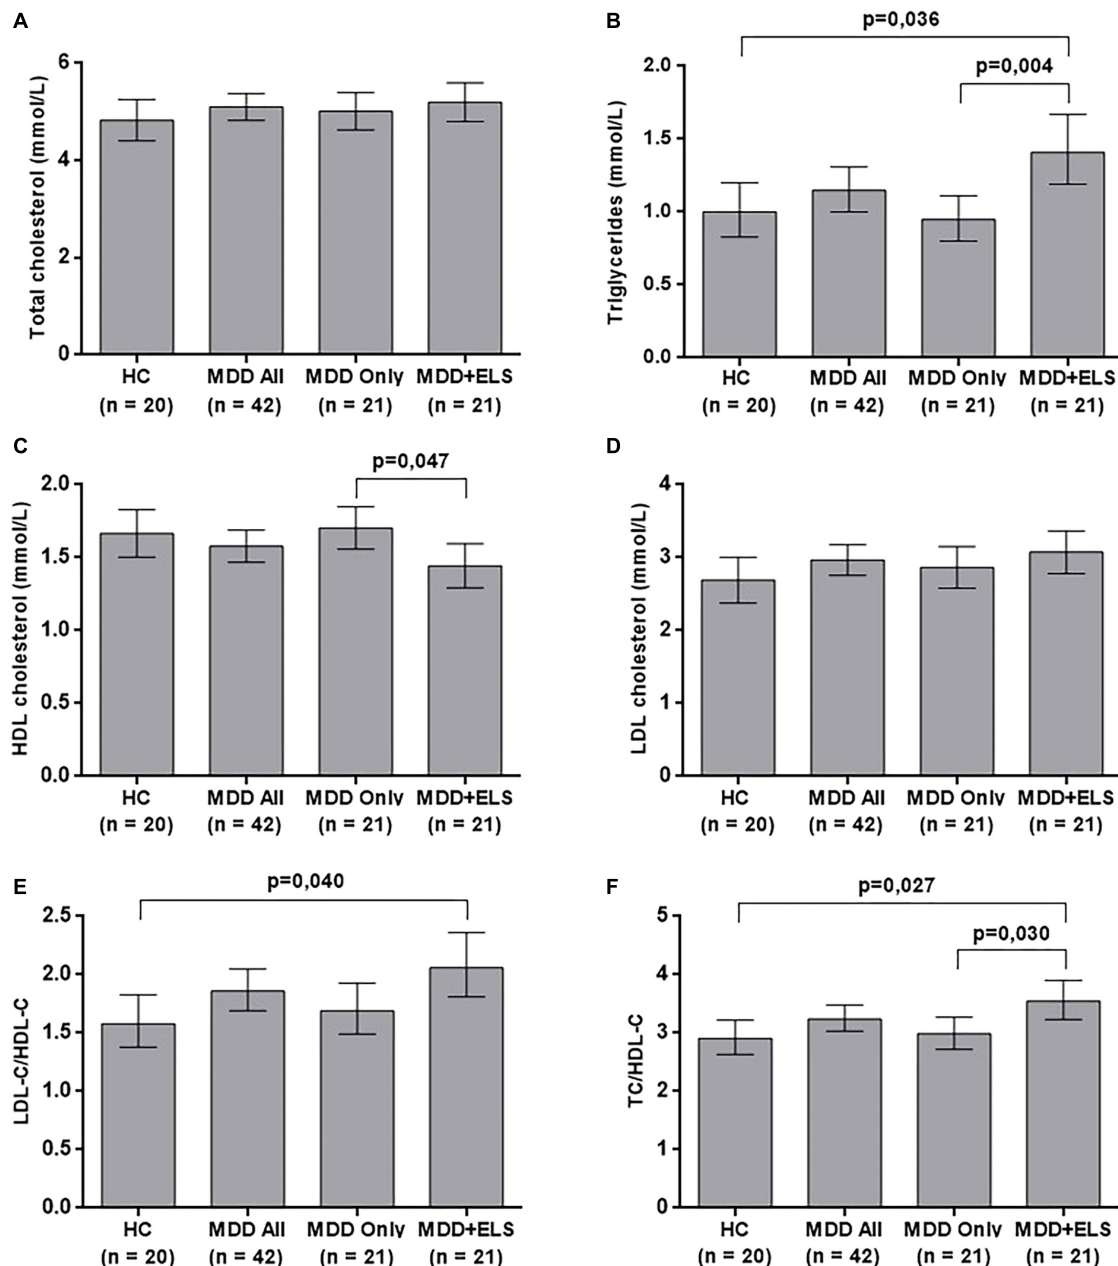 A
Total cholesterol (mmol/L)
6
4
2
0
HC
(n = 20)
MDD All
(n = 42)
MDD Only
(n = 21)
MDD+ELS
(n = 21)
B
p=0,036
p=0,004
Triglycerides (mmol/L)
2.0
1.5
1.0
0.5
0.0
HC
(n = 20)
MDD All
(n = 42)
MDD Only
(n = 21)
MDD+ELS
(n = 21)
C
p=0,047
HDL cholesterol (mmol/L)
2.0
1.5
1.0
0.5
0.0
HC
(n = 20)
MDD All
(n = 42)
MDD Only
(n = 21)
MDD+ELS
(n = 21)
D
LDL cholesterol (mmol/L)
4
3
2
1
0
HC
(n = 20)
MDD All
(n = 42)
MDD Only
(n = 21)
MDD+ELS
(n = 21)
E
p=0,040
LDL-C/HDL-C
2.5
2.0
1.5
1.0
0.5
0.0
HC
(n = 20)
MDD All
(n = 42)
MDD Only
(n = 21)
MDD+ELS
(n = 21)
F
p=0,027
p=0,030
TC/HDL-C
5
4
3
2
1
0
HC
(n = 20)
MDD All
(n = 42)
MDD Only
(n = 21)
MDD+ELS
(n = 21)